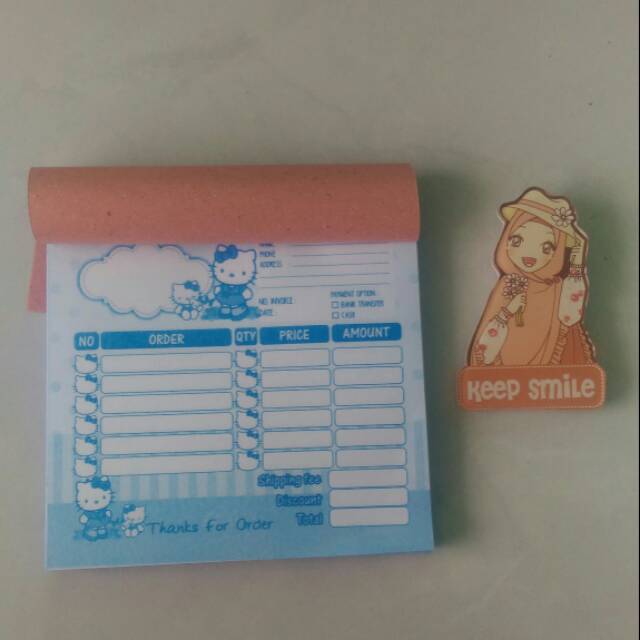 NAME
PHONE
ADDRESS
NO. INVOICE:
DATE:
PAYMENT OPTION:
BANK TRANSFER
CASH
NO ORDER QTY PRICE AMOUNT
Shipping fee
Discount
Total
Thanks for Order
Keep Smile